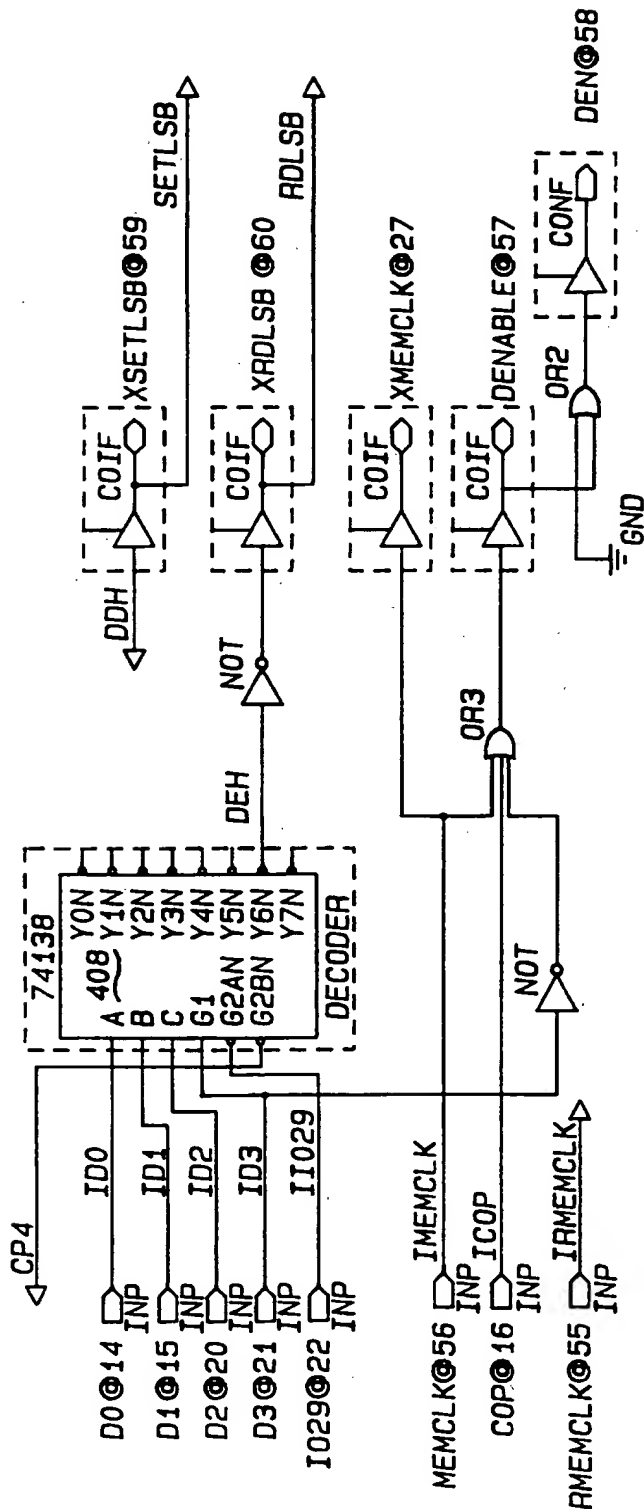 CP4
D0@14
INP
ID0
D1@15
INP
ID1
D2@20
INP
ID2
D3@21
INP
ID3
IO29@22
INP
IIO29
74138
408
A
B
C
G1
G2AN
G2BN
Y0N
Y1N
Y2N
Y3N
Y4N
Y5N
Y6N
Y7N
DECODER
DEH
NOT
DDH
COIF
XSETLSB@59
SETLSB
COIF
XRDLSB @60
RDLSB
MEMCLK@56
INP
IMEMCLK
COP@16
INP
ICOP
RMEMCLK@55
INP
IRMEMCLK
NOT
OR3
COIF
XMEMCLK@27
COIF
DENABLE@57
GND
OR2
CONF
DEN@58